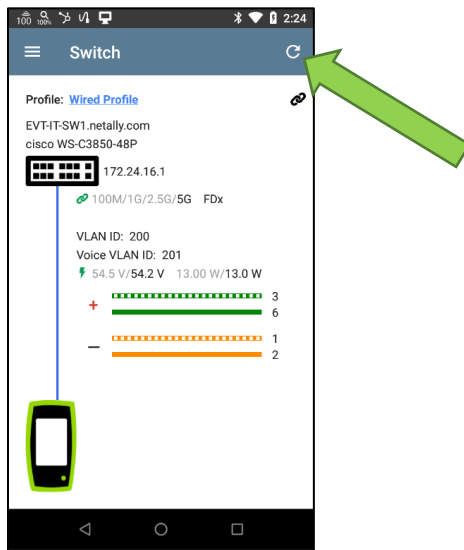 100 100% 2:24
Switch
Profile: Wired Profile
EVT-IT-SW1.netally.com
cisco WS-C3850-48P
172.24.16.1
100M/1G/2.5G/5G FDx
VLAN ID: 200
Voice VLAN ID: 201
54.5 V/54.2 V 13.00 W/13.0 W
+ 3
6
— 1
2